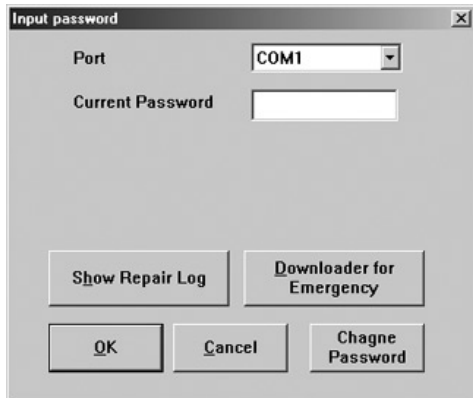 Input password
Port
COM1
Current Password
Show Repair Log
Downloader for
Emergency
OK
Cancel
Chagne
Password